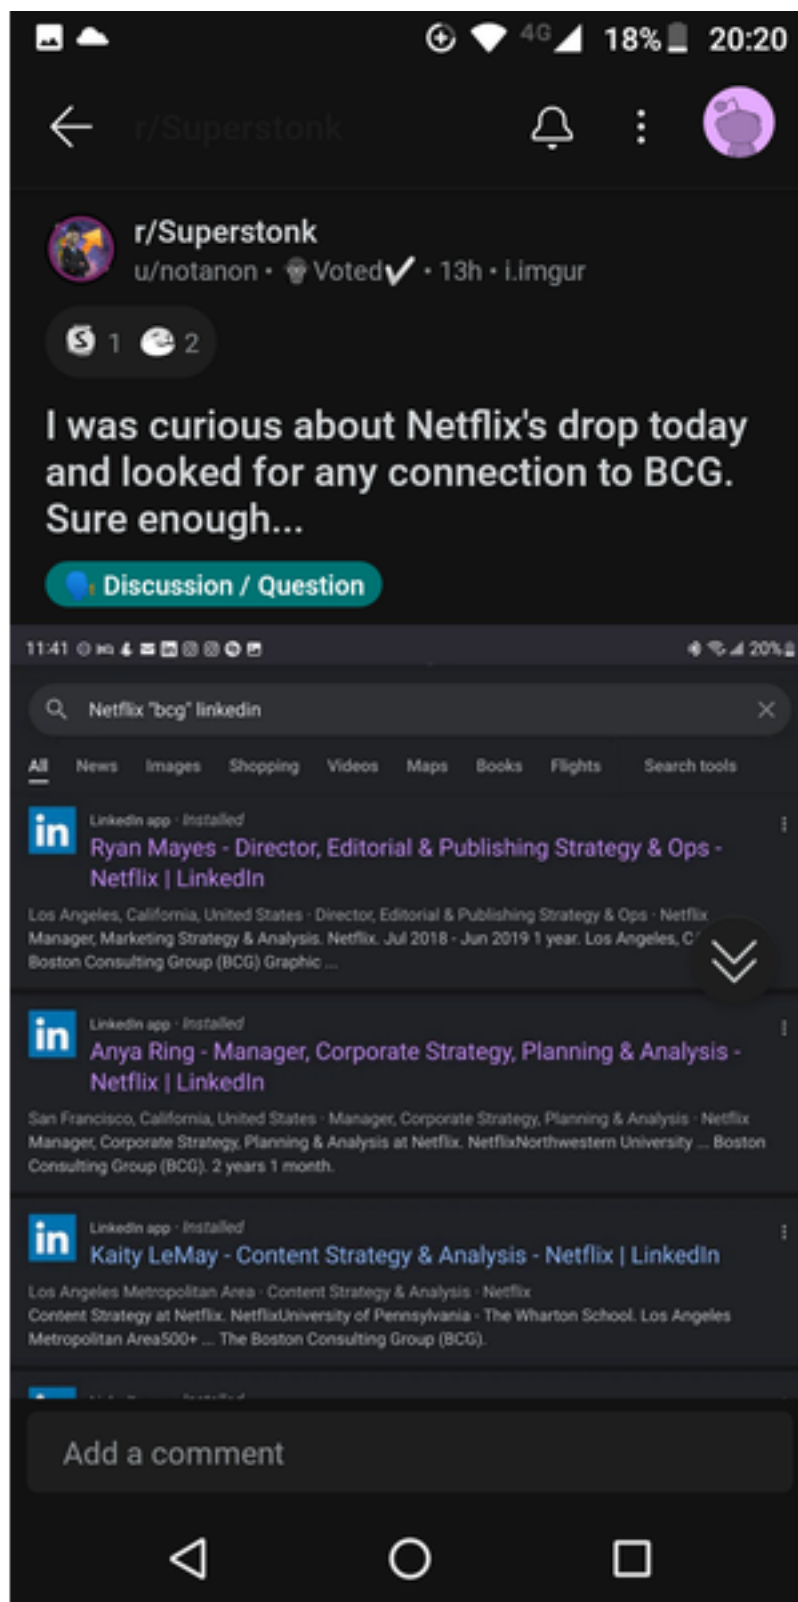 4G 18% 20:20
r/Superstonk
r/Superstonk
u/notanon • Voted✔ • 13h • i.imgur
1 2
I was curious about Netflix's drop today
and looked for any connection to BCG.
Sure enough...
Discussion / Question
11:41 20%
Netflix "bcg" linkedin
All News Images Shopping Videos Maps Books Flights Search tools
in LinkedIn app · Installed
Ryan Mayes - Director, Editorial & Publishing Strategy & Ops -
Netflix | LinkedIn
Los Angeles, California, United States · Director, Editorial & Publishing Strategy & Ops · Netflix
Manager, Marketing Strategy & Analysis. Netflix. Jul 2018 - Jun 2019 1 year. Los Angeles,
Boston Consulting Group (BCG) Graphic ...
in LinkedIn app · Installed
Anya Ring - Manager, Corporate Strategy, Planning & Analysis -
Netflix | LinkedIn
San Francisco, California, United States · Manager, Corporate Strategy, Planning & Analysis · Netflix
Manager, Corporate Strategy, Planning & Analysis at Netflix. NetflixNorthwestern University ... Boston
Consulting Group (BCG). 2 years 1 month.
in LinkedIn app · Installed
Kaity LeMay - Content Strategy & Analysis - Netflix | LinkedIn
Los Angeles Metropolitan Area · Content Strategy & Analysis · Netflix
Content Strategy at Netflix. NetflixUniversity of Pennsylvania - The Wharton School. Los Angeles
Metropolitan Area500+ ... The Boston Consulting Group (BCG).
Add a comment